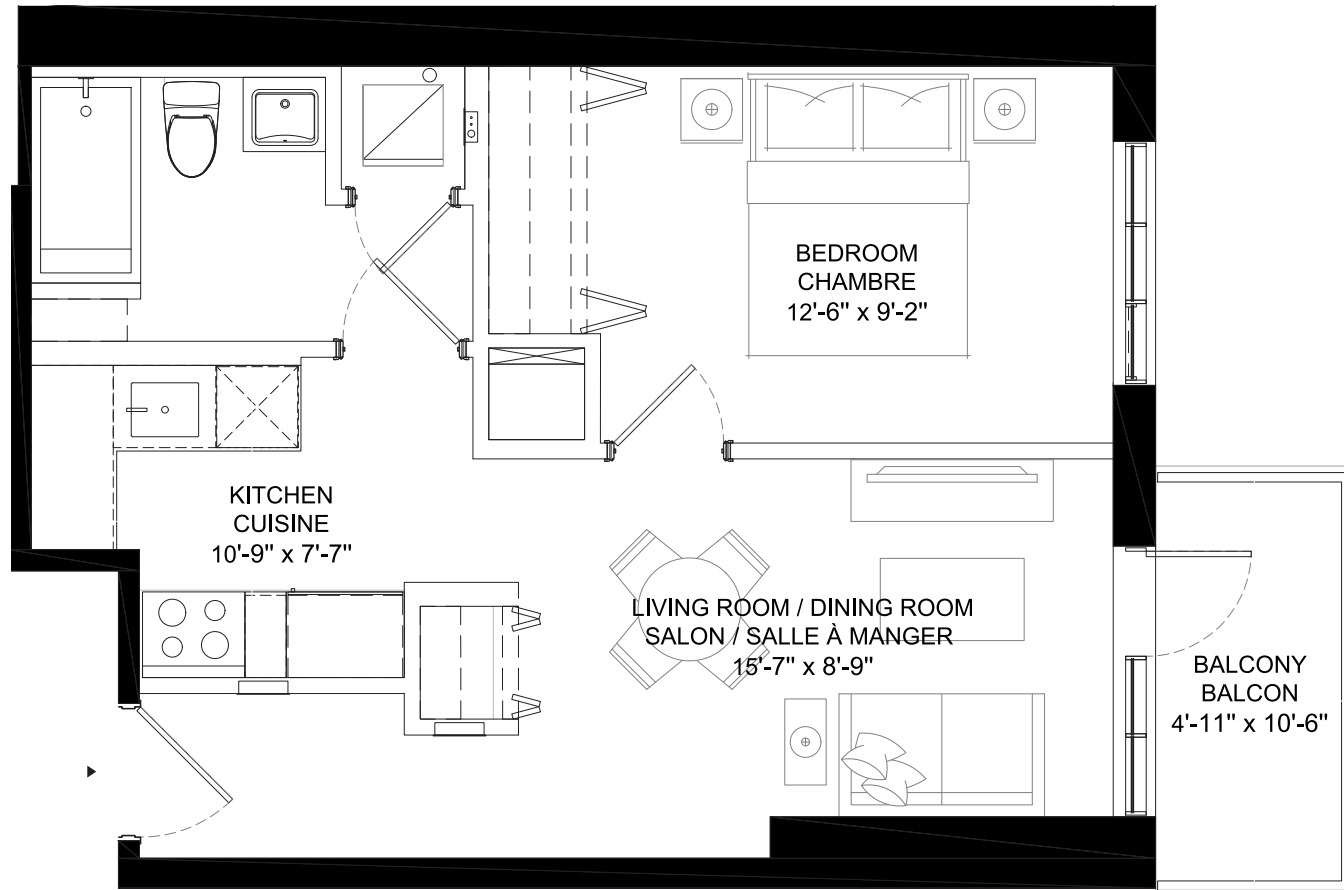 BEDROOM
CHAMBRE
12'-6" x 9'-2"
KITCHEN
CUISINE
10'-9" x 7'-7"
LIVING ROOM / DINING ROOM
SALON / SALLE À MANGER
15'-7" x 8'-9"
BALCONY
BALCON
4'-11" x 10'-6"